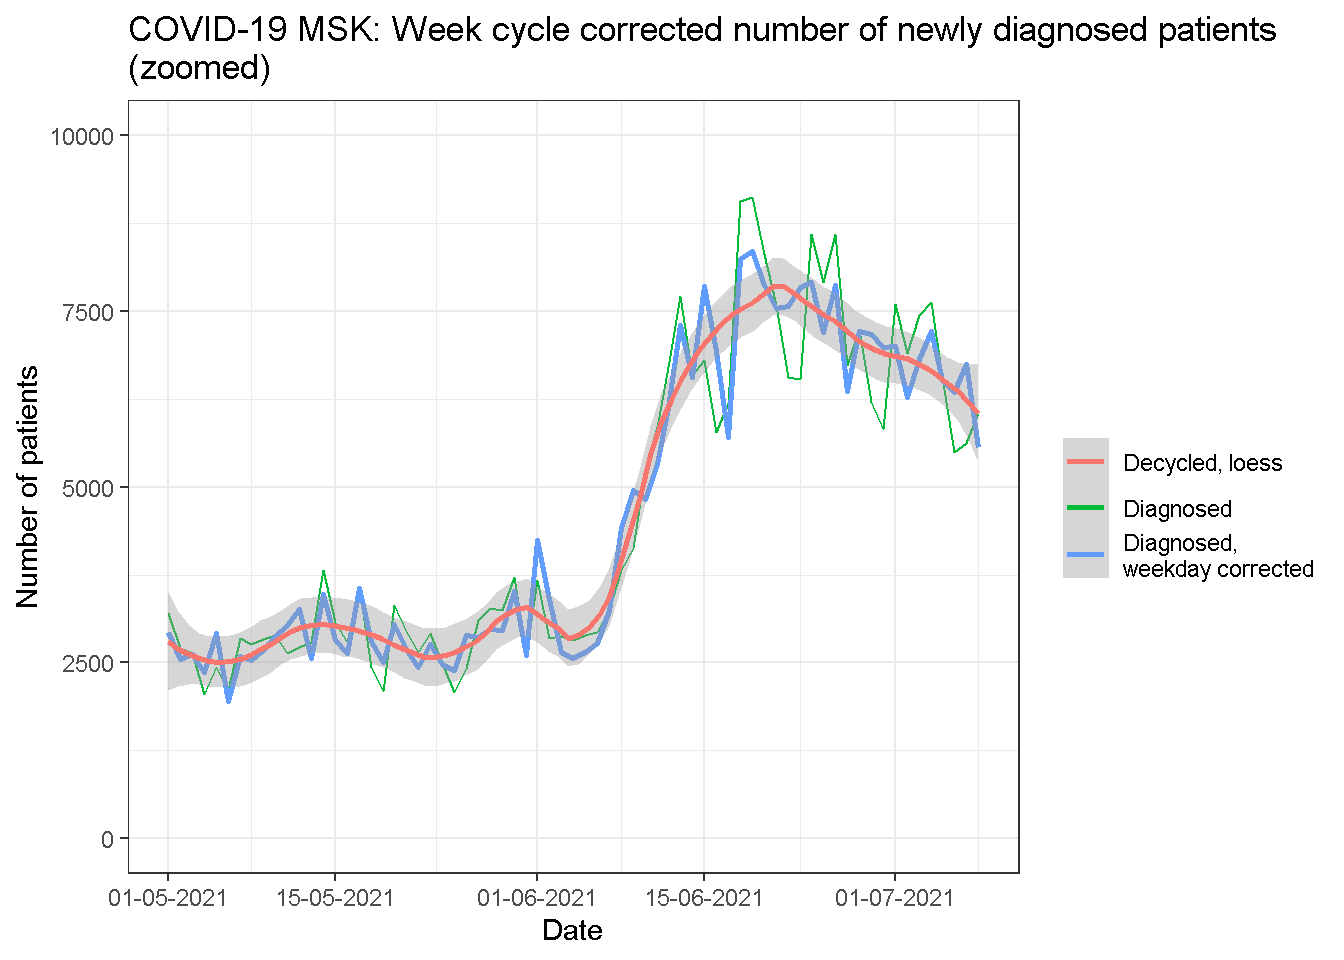 COVID-19 MSK: Week cycle corrected number of newly diagnosed patients
(zoomed)
Number of patients
10000
7500
5000
2500
0
01-05-2021
15-05-2021
01-06-2021
15-06-2021
01-07-2021
Date
Decycled, loess
Diagnosed
Diagnosed,
weekday corrected